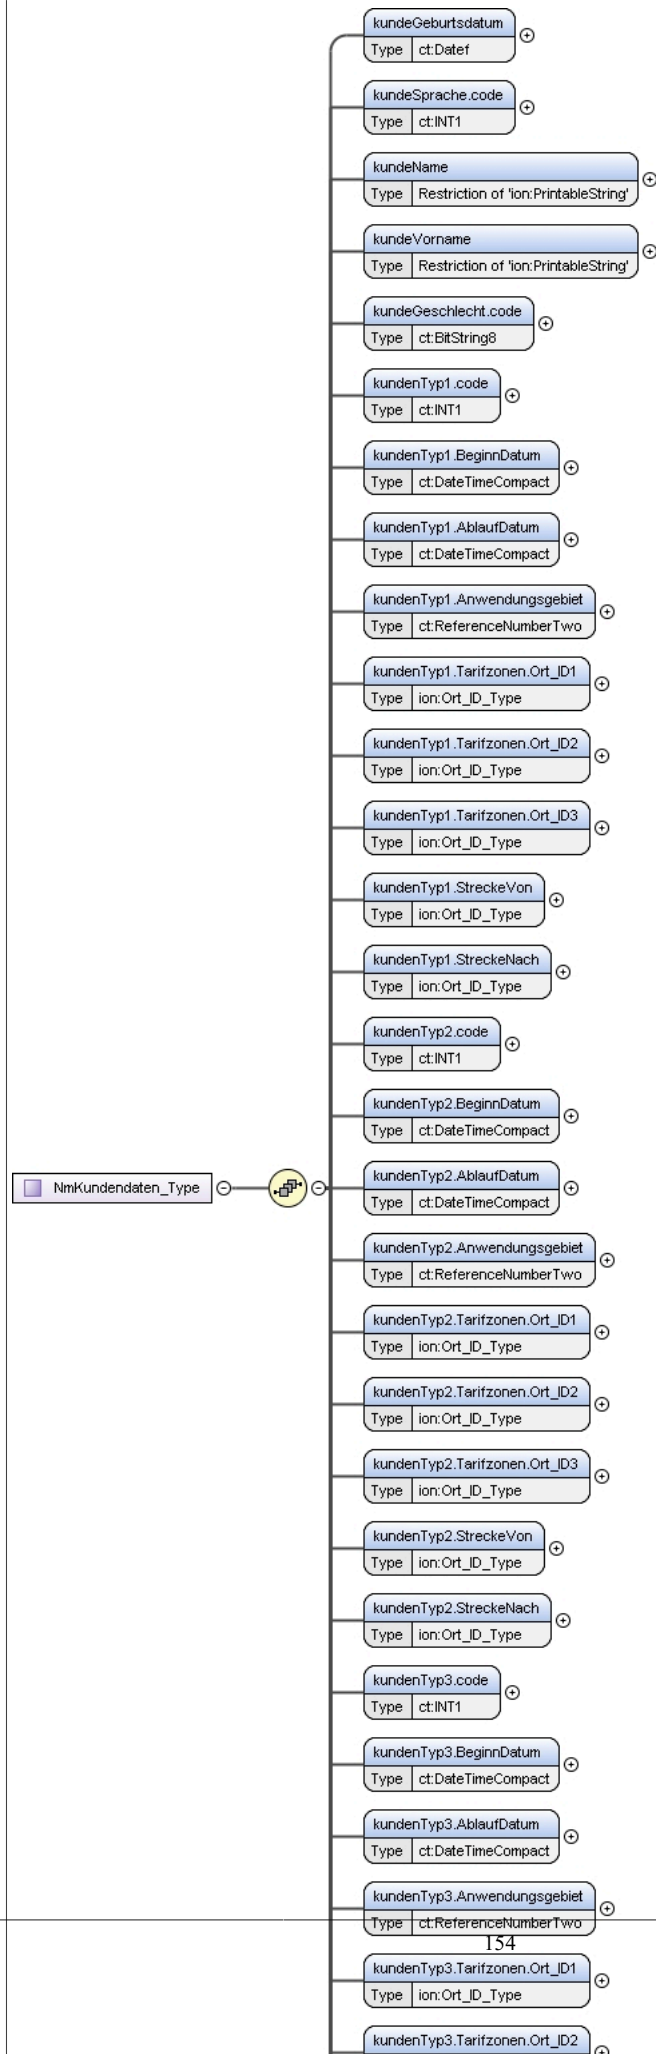 kundeGeburtsdatum
Type ct:Datef
kundeSprache.code
Type ct:INT1
kundeName
Type Restriction of 'ion:PrintableString'
kundeVorname
Type Restriction of 'ion:PrintableString'
kundeGeschlecht.code
Type ct:BitString8
kundenTyp1.code
Type ct:INT1
kundenTyp1.BeginnDatum
Type ct:DateTimeCompact
kundenTyp1.AblaufDatum
Type ct:DateTimeCompact
kundenTyp1.Anwendungsgebiet
Type ct:ReferenceNumberTwo
kundenTyp1.Tarifzonen.Ort_ID1
Type ion:Ort_ID_Type
kundenTyp1.Tarifzonen.Ort_ID2
Type ion:Ort_ID_Type
kundenTyp1.Tarifzonen.Ort_ID3
Type ion:Ort_ID_Type
kundenTyp1.StreckeVon
Type ion:Ort_ID_Type
kundenTyp1.StreckeNach
Type ion:Ort_ID_Type
kundenTyp2.code
Type ct:INT1
kundenTyp2.BeginnDatum
Type ct:DateTimeCompact
NmKundendaten_Type
kundenTyp2.AblaufDatum
Type ct:DateTimeCompact
kundenTyp2.Anwendungsgebiet
Type ct:ReferenceNumberTwo
kundenTyp2.Tarifzonen.Ort_ID1
Type ion:Ort_ID_Type
kundenTyp2.Tarifzonen.Ort_ID2
Type ion:Ort_ID_Type
kundenTyp2.Tarifzonen.Ort_ID3
Type ion:Ort_ID_Type
kundenTyp2.StreckeVon
Type ion:Ort_ID_Type
kundenTyp2.StreckeNach
Type ion:Ort_ID_Type
kundenTyp3.code
Type ct:INT1
kundenTyp3.BeginnDatum
Type ct:DateTimeCompact
kundenTyp3.AblaufDatum
Type ct:DateTimeCompact
kundenTyp3.Anwendungsgebiet
Type ct:ReferenceNumberTwo
154
kundenTyp3.Tarifzonen.Ort_ID1
Type ion:Ort_ID_Type
kundenTyp3.Tarifzonen.Ort_ID2